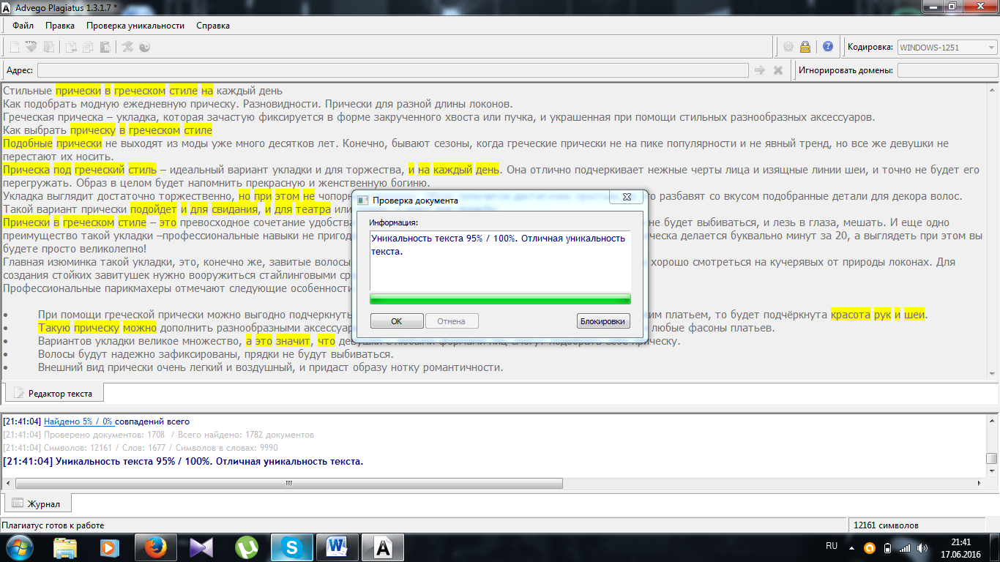 Advego Plagiatus 1.3.1.7 *
Файл Правка Проверка уникальности Справка
HTML
Кодировка: WINDOWS-1251
Адрес: Игнорировать домены:
Стильные прически в греческом стиле на каждый день
Как подобрать модную ежедневную прическу. Разновидности. Прически для разной длины локонов.
Греческая прическа – укладка, которая зачастую фиксируется в форме закрученного хвоста или пучка, и украшенная при помощи стильных разнообразных аксессуаров.
Как выбрать прическу в греческом стиле
Подобные прически не выходят из моды уже много десятков лет. Конечно, бывают сезоны, когда греческие прически не на пике популярности и не явный тренд, но все же девушки не
перестают их носить.
Прическа под греческий стиль – идеальный вариант укладки и для торжества, и на каждый день. Она отлично подчеркивает нежные черты лица и изящные линии шеи, и точно не будет его
перегружать. Образ в целом будет напомнить прекрасную и женственную богиню.
Укладка выглядит достаточно торжественно, но при этом не чопорн разбавят со вкусом подобранные детали для декора волос.
Такой вариант прически подойдет и для свидания, и для театра или
Прически в греческом стиле – это превосходное сочетание удобства не будет выбиваться, и лезь в глаза, мешать. И еще одно
преимущество такой укладки –профессиональные навыки не пригод ческа делается буквально минут за 20, а выглядеть при этом вы
будете просто великолепно!
Главная изюминка такой укладки, это, конечно же, завитые волосы хорошо смотреться на кучерявых от природы локонах. Для
создания стойких завитушек нужно вооружиться стайлинговыми ср
Профессиональные парикмахеры отмечают следующие особенности
• При помощи греческой прически можно выгодно подчеркнуть им платьем, то будет подчёркнута красота рук и шеи.
• Такую прическу можно дополнить разнообразными аксессуар любые фасоны платьев.
• Вариантов укладки великое множество, а это значит, что прическу.
• Волосы будут надежно зафиксированы, прядки не будут выбиваться.
• Внешний вид прически очень легкий и воздушный, и придаст образу нотку романтичности.
Проверка документа
Информация:
Уникальность текста 95% / 100%. Отличная уникальность
текста.
OK Отмена Блокировки
Редактор текста
[21:41:04] Найдено 5% / 0% совпадений всего
[21:41:04] Проверено документов: 1708 / Всего найдено: 1782 документов
[21:41:04] Символов: 12161 / Слов: 1677 / Символов в словах: 9990
[21:41:04] Уникальность текста 95% / 100%. Отличная уникальность текста.
Журнал
Плагиатус готов к работе 12161 символов
RU 21:41
17.06.2016